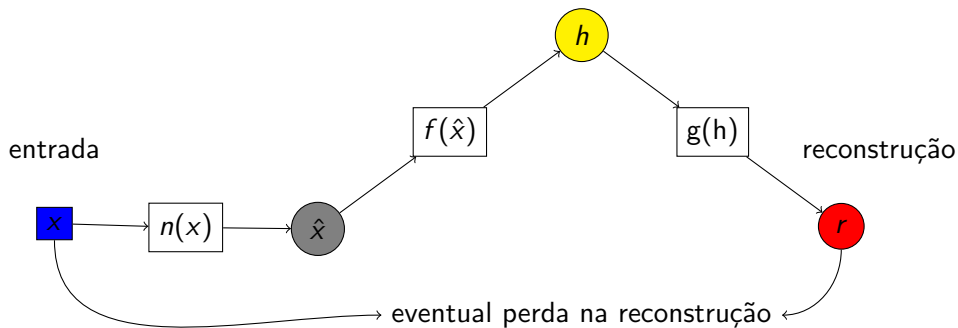 h
f(x̂)
g(h)
entrada
reconstrução
x
n(x)
x̂
r
eventual perda na reconstrução